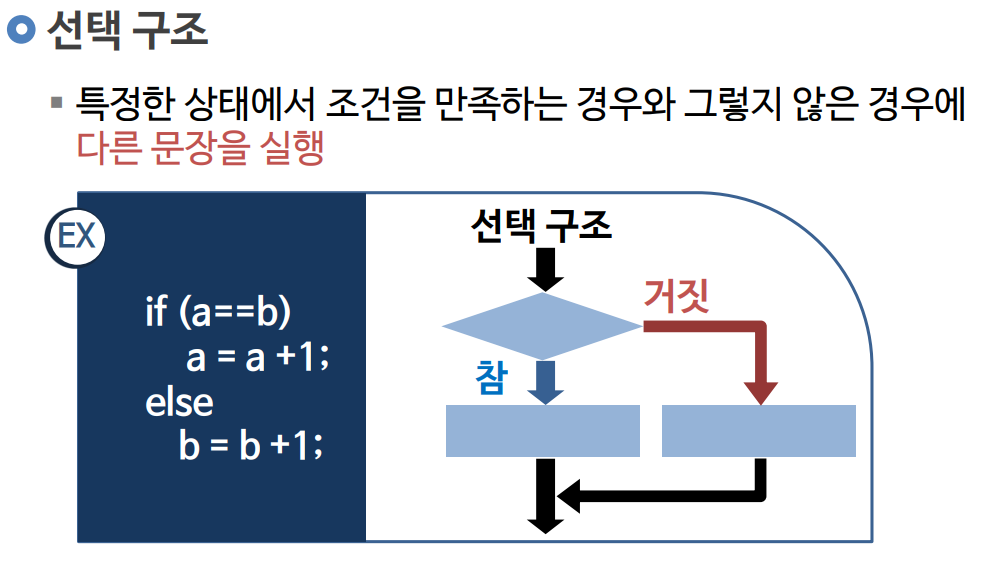 선택 구조
특정한 상태에서 조건을 만족하는 경우와 그렇지 않은 경우에
다른 문장을 실행
EX
if (a==b)
a = a +1;
else
b = b +1;
선택 구조
거짓
참